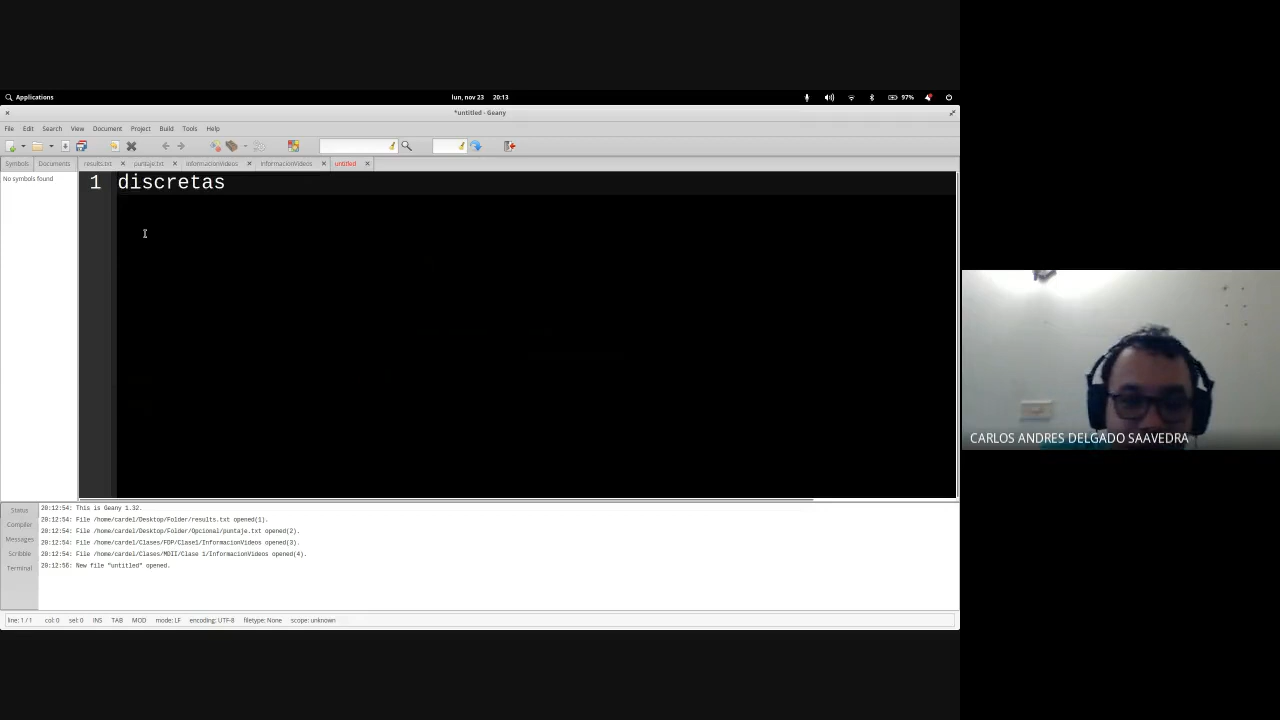 Applications
lun, nov 23 20:13
97%
*untitled - Geany
File Edit Search View Document Project Build Tools Help
Symbols Documents results.txt puntaje.txt InformacionVideos InformacionVideos untitled
No symbols found
1 discretas
Status
Compiler
Messages
Scribble
Terminal
20:12:54: This is Geany 1.32.
20:12:54: File /home/cardel/Desktop/Folder/results.txt opened(1).
20:12:54: File /home/cardel/Desktop/Folder/Opcional/puntaje.txt opened(2).
20:12:54: File /home/cardel/Clases/FDP/Clase1/InformacionVideos opened(3).
20:12:54: File /home/cardel/Clases/MDII/Clase 1/InformacionVideos opened(4).
20:12:56: New file "untitled" opened.
line: 1 / 1 col: 0 sel: 0 INS TAB MOD mode: LF encoding: UTF-8 filetype: None scope: unknown
CARLOS ANDRES DELGADO SAAVEDRA